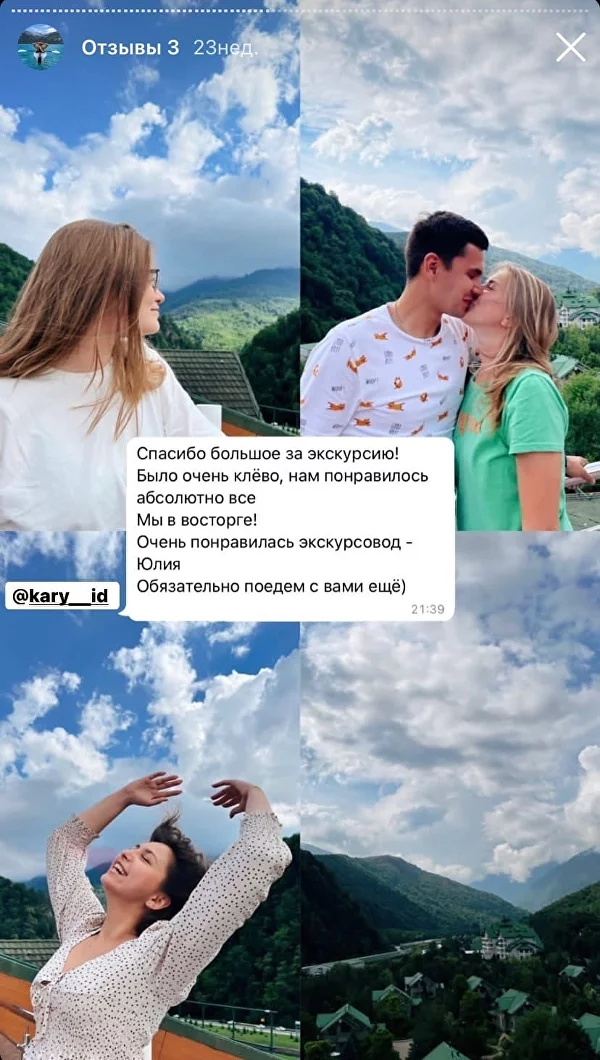 Отзывы 3 23нед.
Спасибо большое за экскурсию!
Было очень клёво, нам понравилось
абсолютно все
Мы в восторге!
Очень понравилась экскурсовод -
Юлия
Обязательно поедем с вами ещё)
21:39
@kary__id